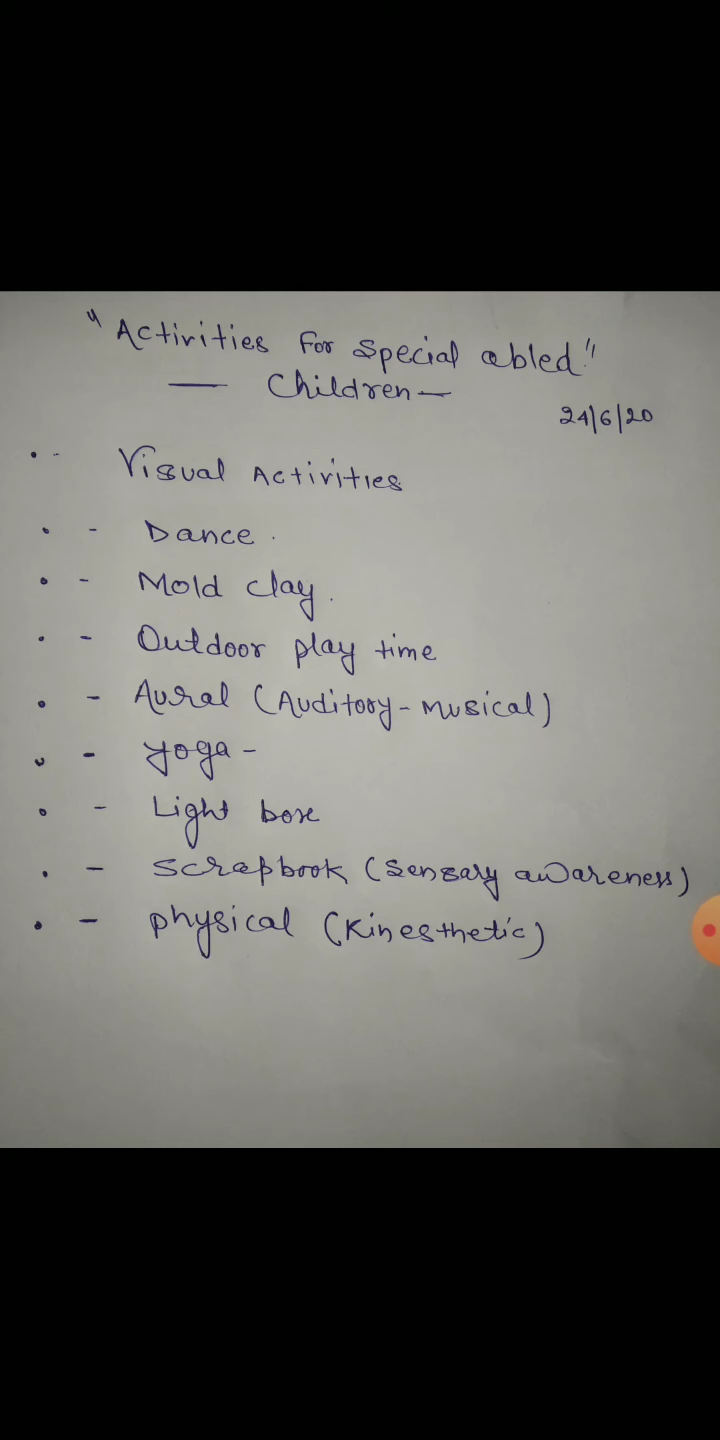 "Activities For Special abled"
— Children —
24/6/20
• - Visual Activities
• - Dance.
• - Mold clay.
• - Outdoor play time
• - Aural (Auditory - Musical)
• - Yoga -
• - Light box
• - Scrapbook (Sensary awareness)
• - Physical (Kinesthetic)